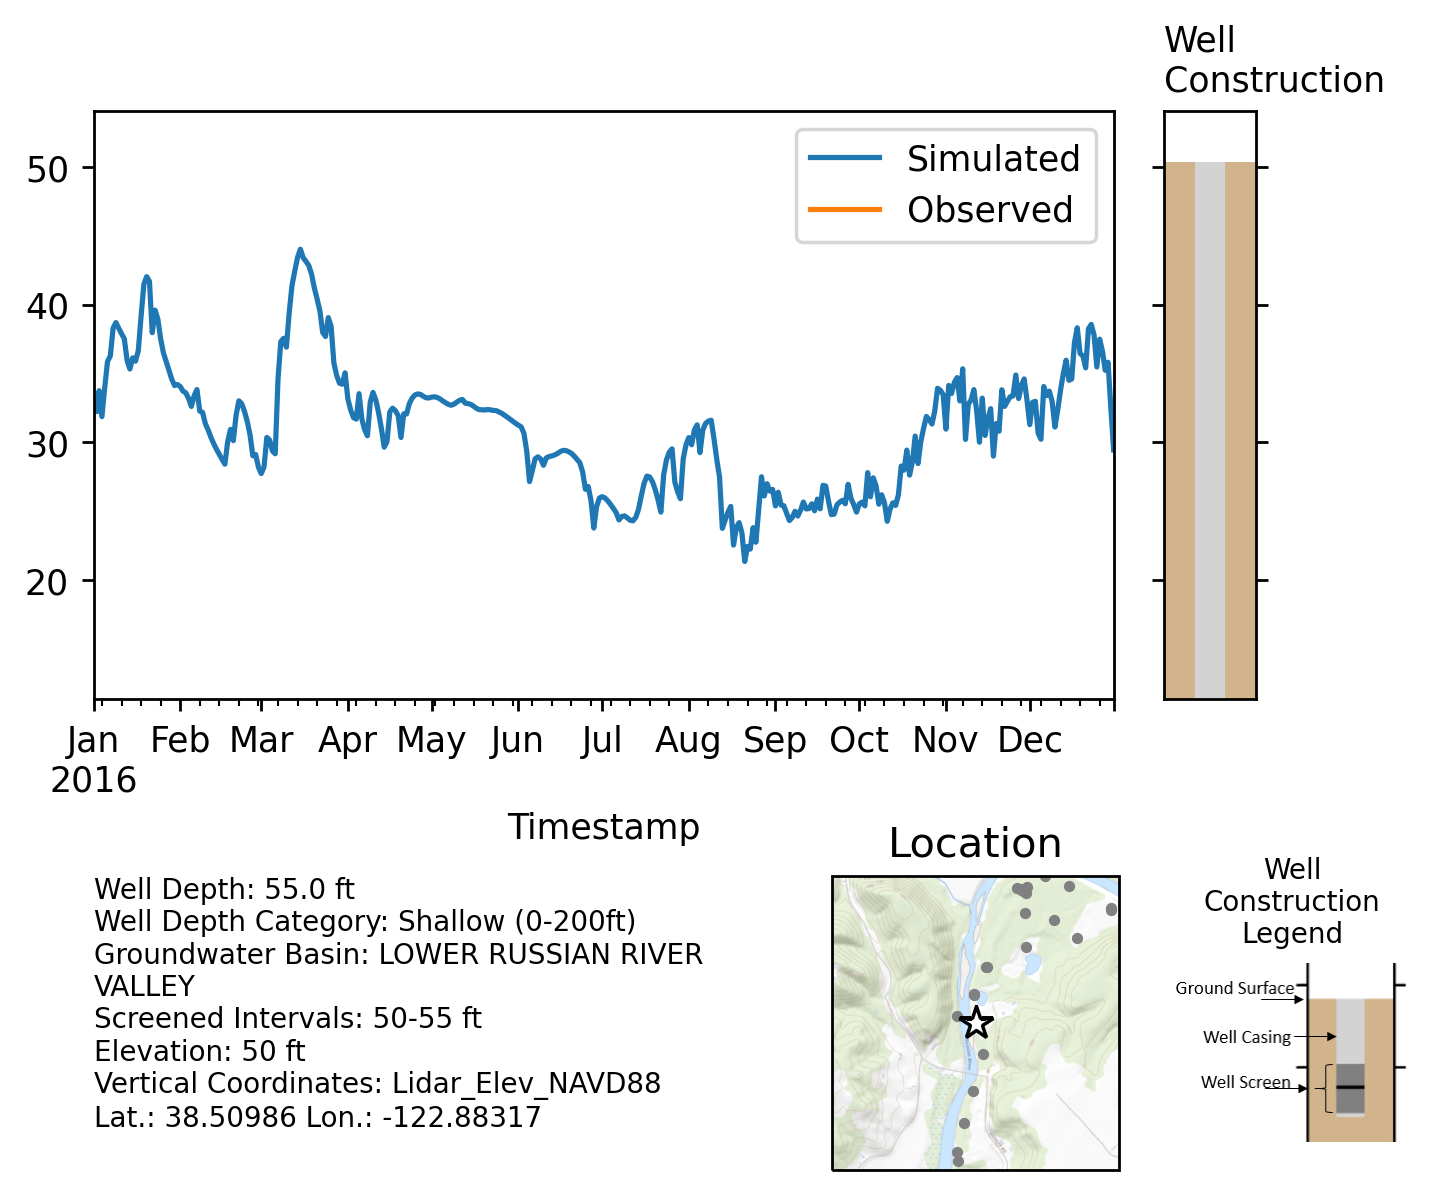 Well
Construction
50
40
30
20
Simulated
Observed
Jan
2016
Feb
Mar
Apr
May
Jun
Jul
Aug
Sep
Oct
Nov
Dec
Timestamp
Well Depth: 55.0 ft
Well Depth Category: Shallow (0-200ft)
Groundwater Basin: LOWER RUSSIAN RIVER
VALLEY
Screened Intervals: 50-55 ft
Elevation: 50 ft
Vertical Coordinates: Lidar_Elev_NAVD88
Lat.: 38.50986 Lon.: -122.88317
Location
Well
Construction
Legend
Ground Surface
Well Casing
Well Screen